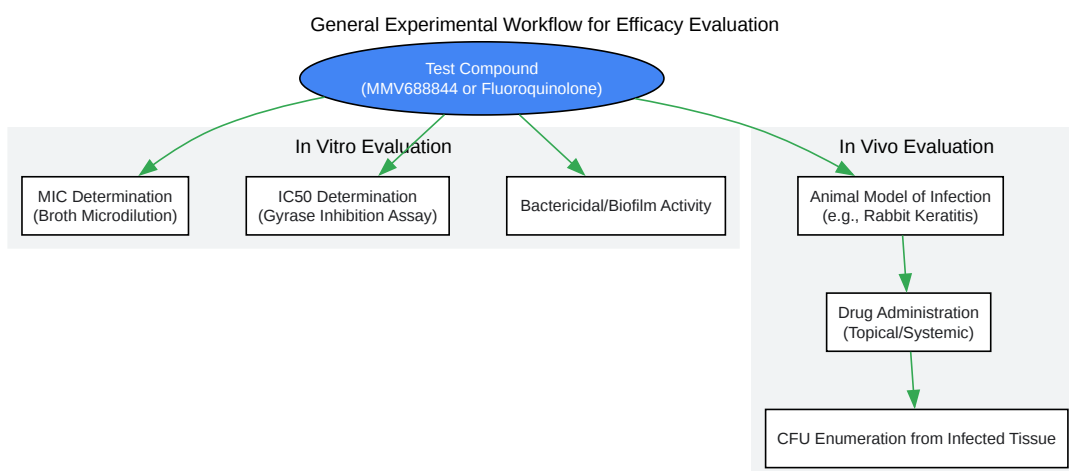 General Experimental Workflow for Efficacy Evaluation
Test Compound
(MMV688844 or Fluoroquinolone)
In Vitro Evaluation
MIC Determination
(Broth Microdilution)
IC50 Determination
(Gyrase Inhibition Assay)
Bactericidal/Biofilm Activity
In Vivo Evaluation
Animal Model of Infection
(e.g., Rabbit Keratitis)
Drug Administration
(Topical/Systemic)
CFU Enumeration from Infected Tissue